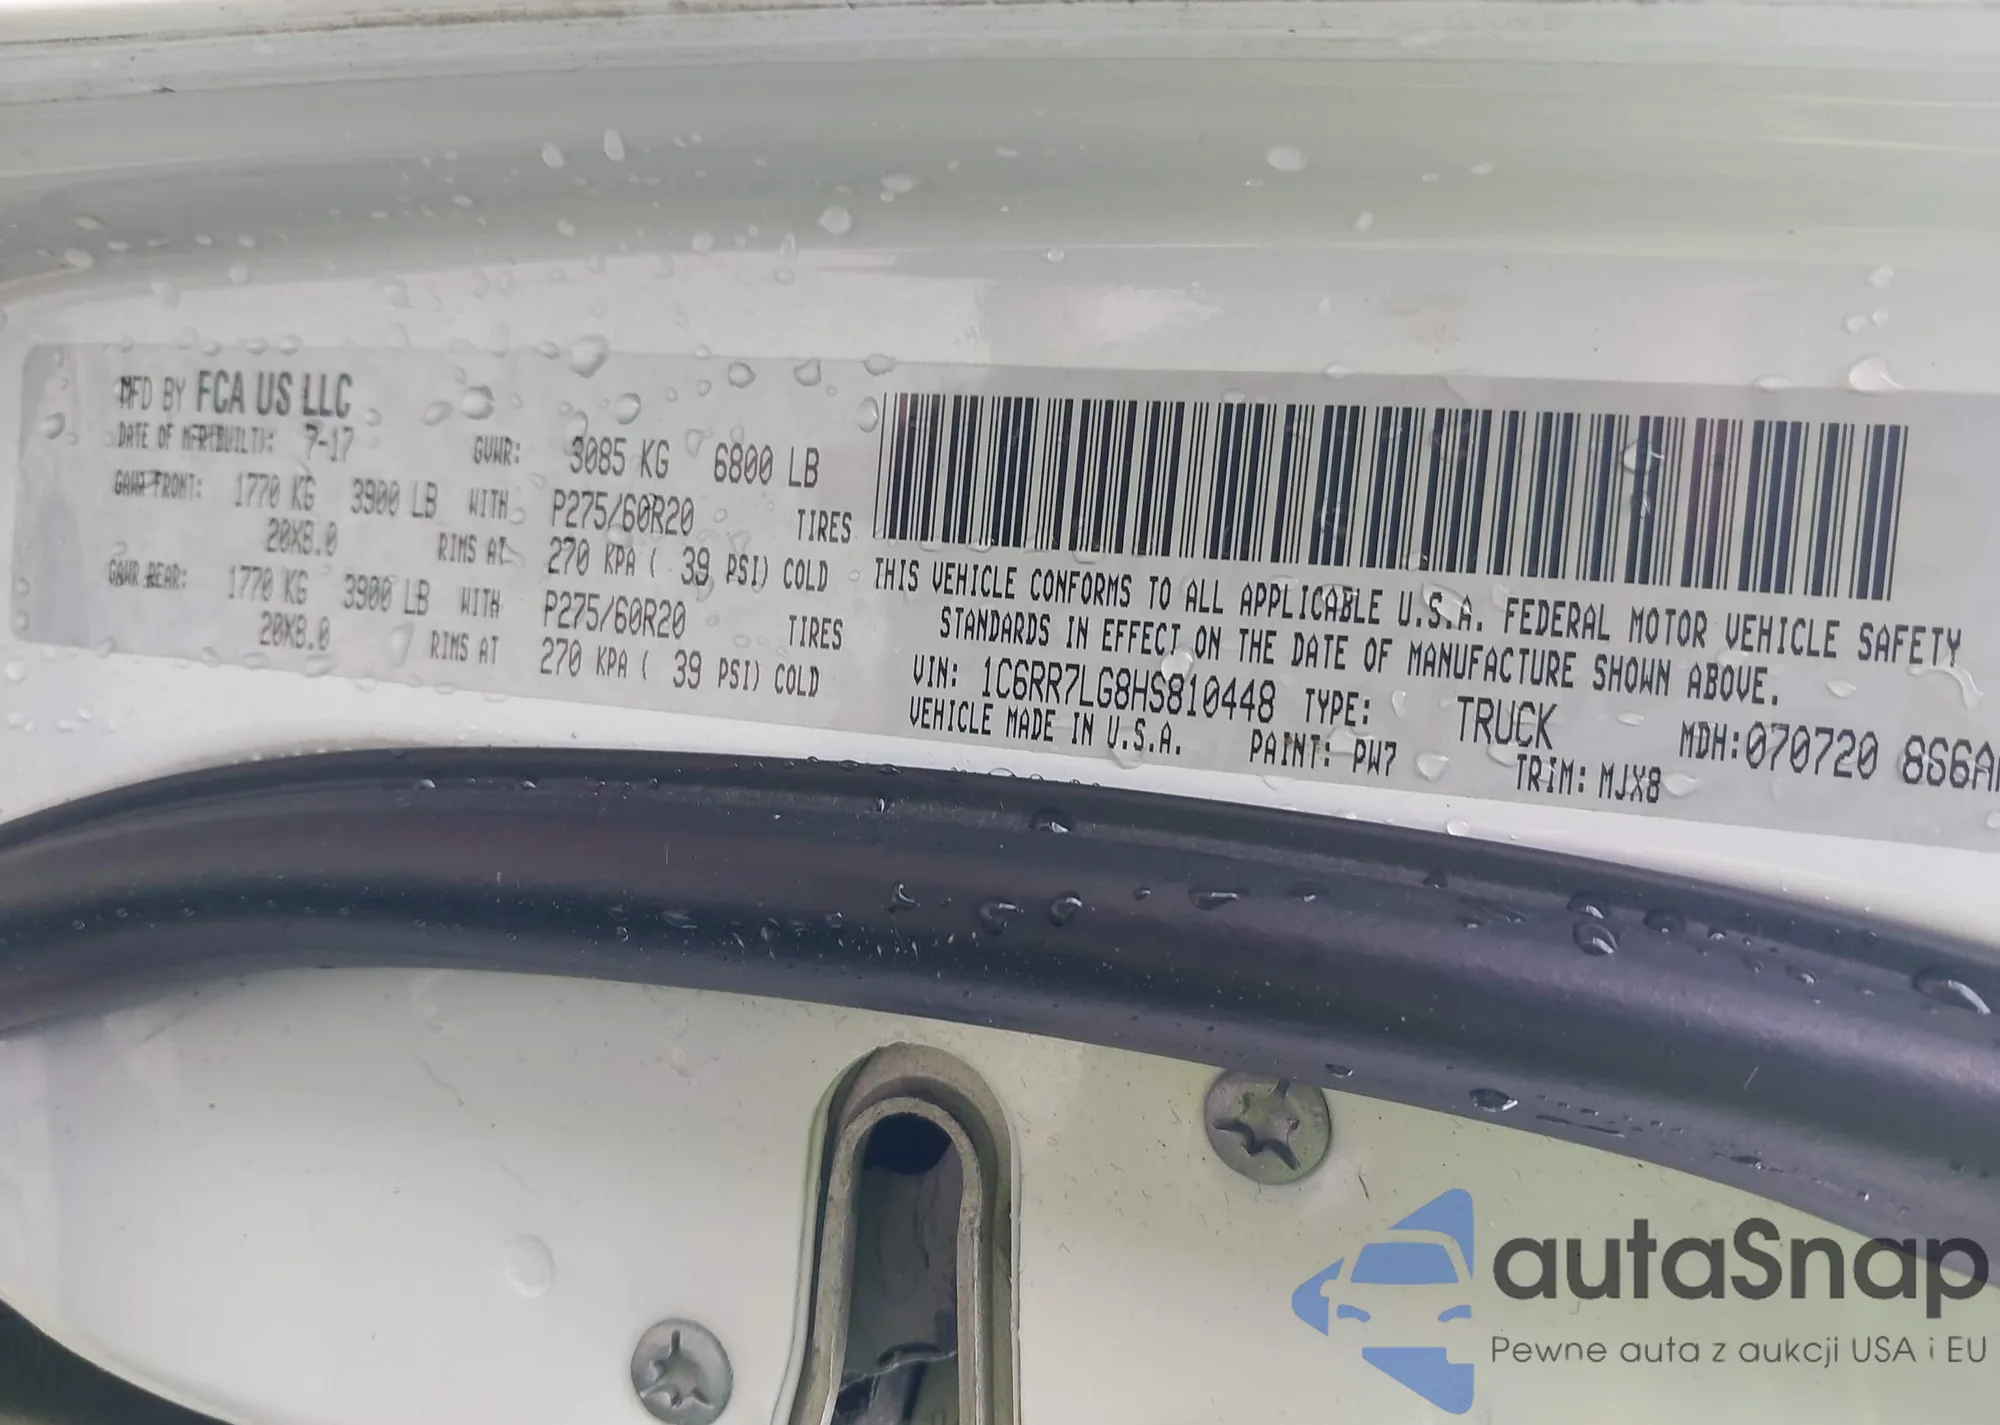 MFD BY FCA US LLC
DATE OF MFR(BUILT): 7-17 GVWR: 3085 KG 6800 LB
GAWR FRONT: 1770 KG 3900 LB WITH P275/60R20 TIRES
20X8.0 RIMS AT 270 KPA ( 39 PSI) COLD
GAWR REAR: 1770 KG 3900 LB WITH P275/60R20 TIRES
20X8.0 RIMS AT 270 KPA ( 39 PSI) COLD
THIS VEHICLE CONFORMS TO ALL APPLICABLE U.S.A. FEDERAL MOTOR VEHICLE SAFETY
STANDARDS IN EFFECT ON THE DATE OF MANUFACTURE SHOWN ABOVE.
VIN: 1C6RR7LG8HS810448 TYPE: TRUCK MDH:070720
VEHICLE MADE IN U.S.A. PAINT: PW7 TRIM: MJX8
autaSnap
Pewne auta z aukcji USA i EU